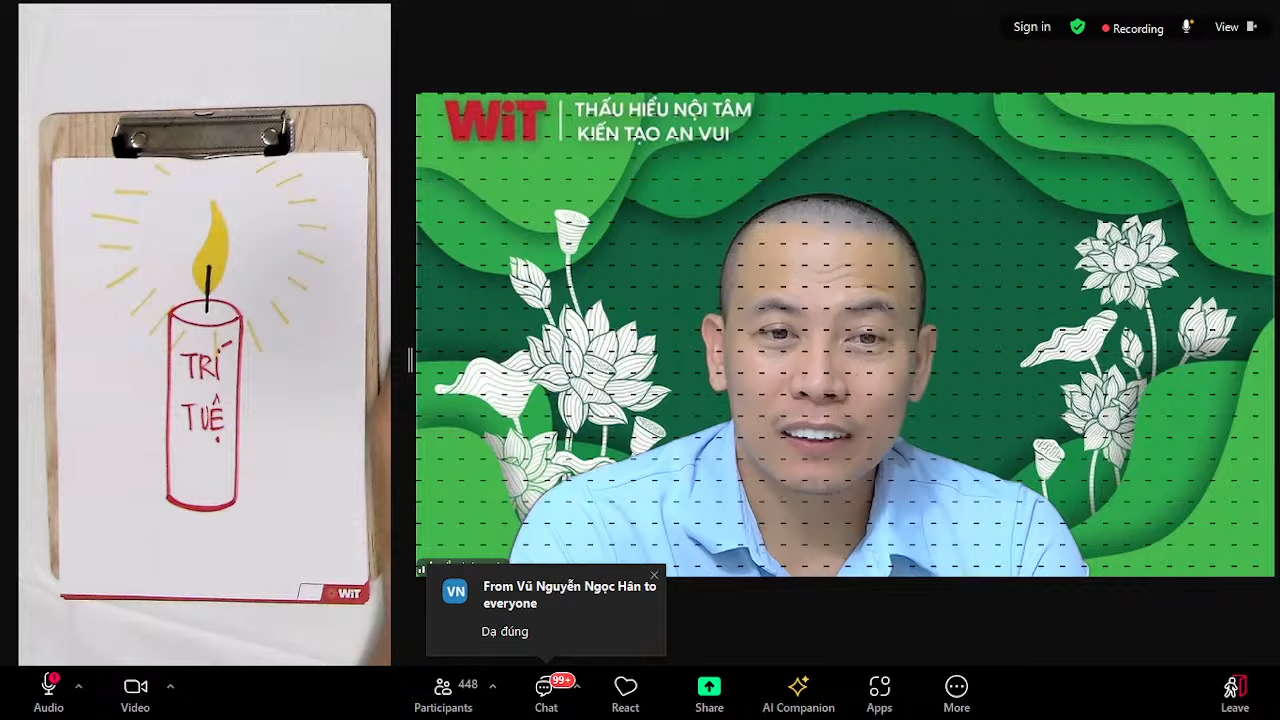 Sign in
Recording
View
WiT
THẤU HIỂU NỘI TÂM
KIẾN TẠO AN VUI
TRÍ
TUỆ
WiT
VN
From Vũ Nguyễn Ngọc Hân to
everyone
Dạ đúng
448
99+
Audio
Video
Participants
Chat
React
Share
AI Companion
Apps
More
Leave